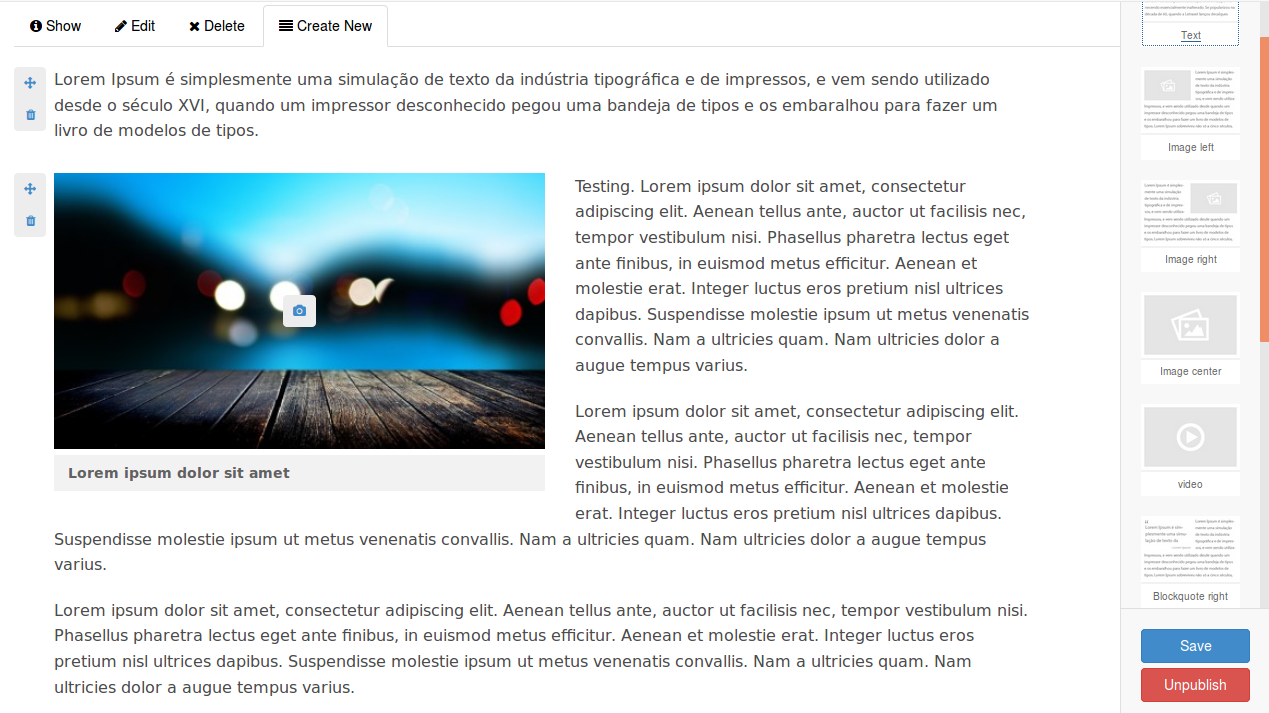 Show Edit Delete Create New
Lorem Ipsum é simplesmente uma simulação de texto da indústria tipográfica e de impressos, e vem sendo utilizado
desde o século XVI, quando um impressor desconhecido pegou uma bandeja de tipos e os embaralhou para fazer um
livro de modelos de tipos.
Testing. Lorem ipsum dolor sit amet, consectetur
adipiscing elit. Aenean tellus ante, auctor ut facilisis nec,
tempor vestibulum nisi. Phasellus pharetra lectus eget
ante finibus, in euismod metus efficitur. Aenean et
molestie erat. Integer luctus eros pretium nisl ultrices
dapibus. Suspendisse molestie ipsum ut metus venenatis
convallis. Nam a ultricies quam. Nam ultricies dolor a
augue tempus varius.
Lorem ipsum dolor sit amet
Lorem ipsum dolor sit amet, consectetur adipiscing elit.
Aenean tellus ante, auctor ut facilisis nec, tempor
vestibulum nisi. Phasellus pharetra lectus eget ante
finibus, in euismod metus efficitur. Aenean et molestie
erat. Integer luctus eros pretium nisl ultrices dapibus.
Suspendisse molestie ipsum ut metus venenatis convallis. Nam a ultricies quam. Nam ultricies dolor a augue tempus
varius.
Lorem ipsum dolor sit amet, consectetur adipiscing elit. Aenean tellus ante, auctor ut facilisis nec, tempor vestibulum nisi.
Phasellus pharetra lectus eget ante finibus, in euismod metus efficitur. Aenean et molestie erat. Integer luctus eros
pretium nisl ultrices dapibus. Suspendisse molestie ipsum ut metus venenatis convallis. Nam a ultricies quam. Nam
ultricies dolor a augue tempus varius.
Text
Image left
Image right
Image center
video
Blockquote right
Save
Unpublish